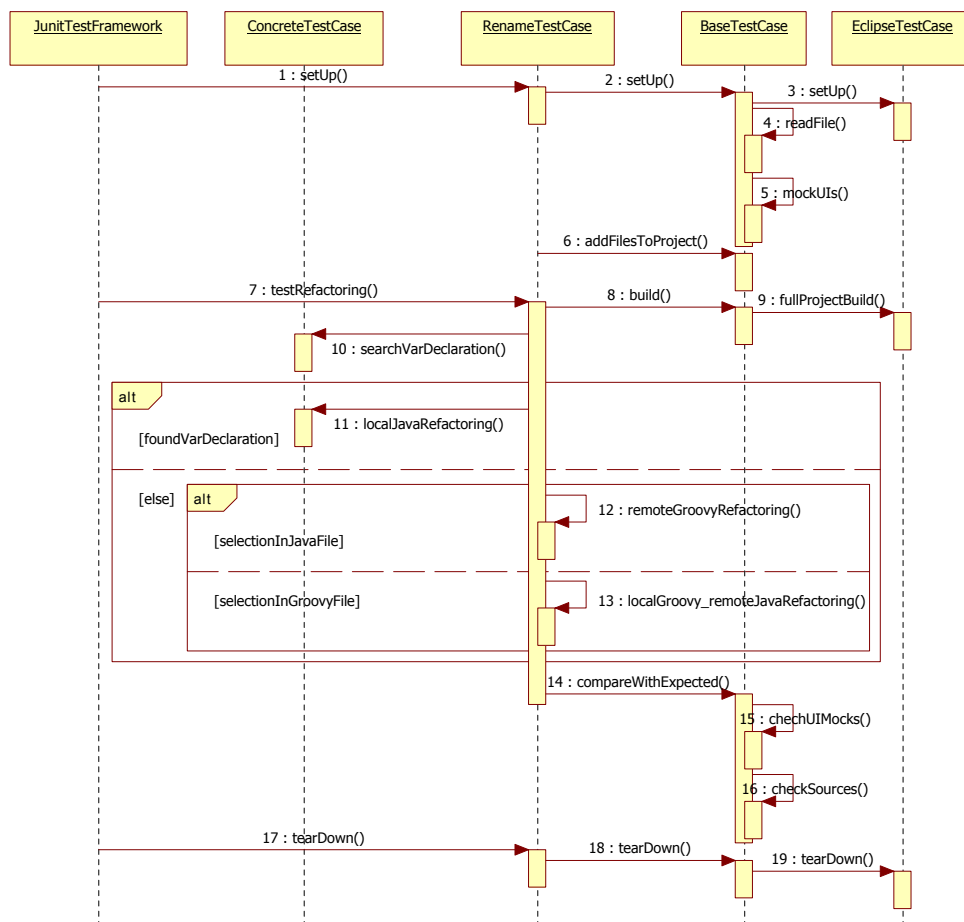 JunitTestFramework
ConcreteTestCase
RenameTestCase
BaseTestCase
EclipseTestCase
1 : setUp()
2 : setUp()
3 : setUp()
4 : readFile()
5 : mockUIs()
6 : addFilesToProject()
7 : testRefactoring()
8 : build()
9 : fullProjectBuild()
10 : searchVarDeclaration()
alt
11 : localJavaRefactoring()
[foundVarDeclaration]
[else]
alt
12 : remoteGroovyRefactoring()
[selectionInJavaFile]
[selectionInGroovyFile]
13 : localGroovy_remoteJavaRefactoring()
14 : compareWithExpected()
15 : chechUIMocks()
16 : checkSources()
17 : tearDown()
18 : tearDown()
19 : tearDown()